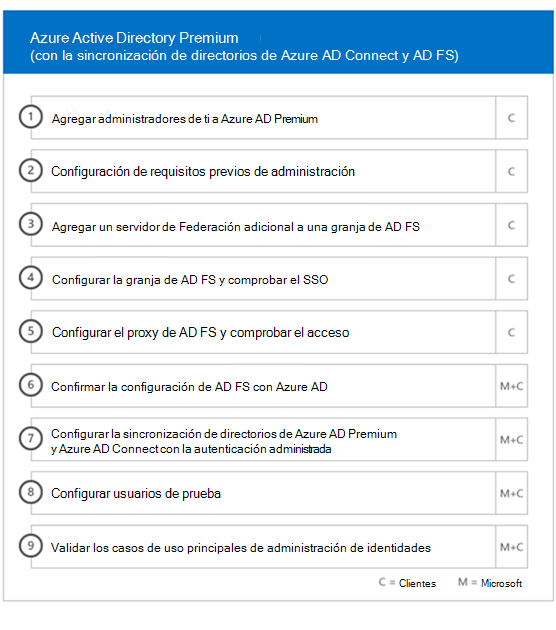 Azure Active Directory Premium
(con la sincronización de directorios de Azure AD Connect y AD FS)
1 Agregar administradores de ti a Azure AD Premium C
2 Configuración de requisitos previos de administración C
3 Agregar un servidor de Federación adicional a una granja de AD FS C
4 Configurar la granja de AD FS y comprobar el SSO C
5 Configurar el proxy de AD FS y comprobar el acceso C
6 Confirmar la configuración de AD FS con Azure AD M+C
7 Configurar la sincronización de directorios de Azure AD Premium
y Azure AD Connect con la autenticación administrada M+C
8 Configurar usuarios de prueba M+C
9 Validar los casos de uso principales de administración de identidades M+C
C = Clientes M = Microsoft